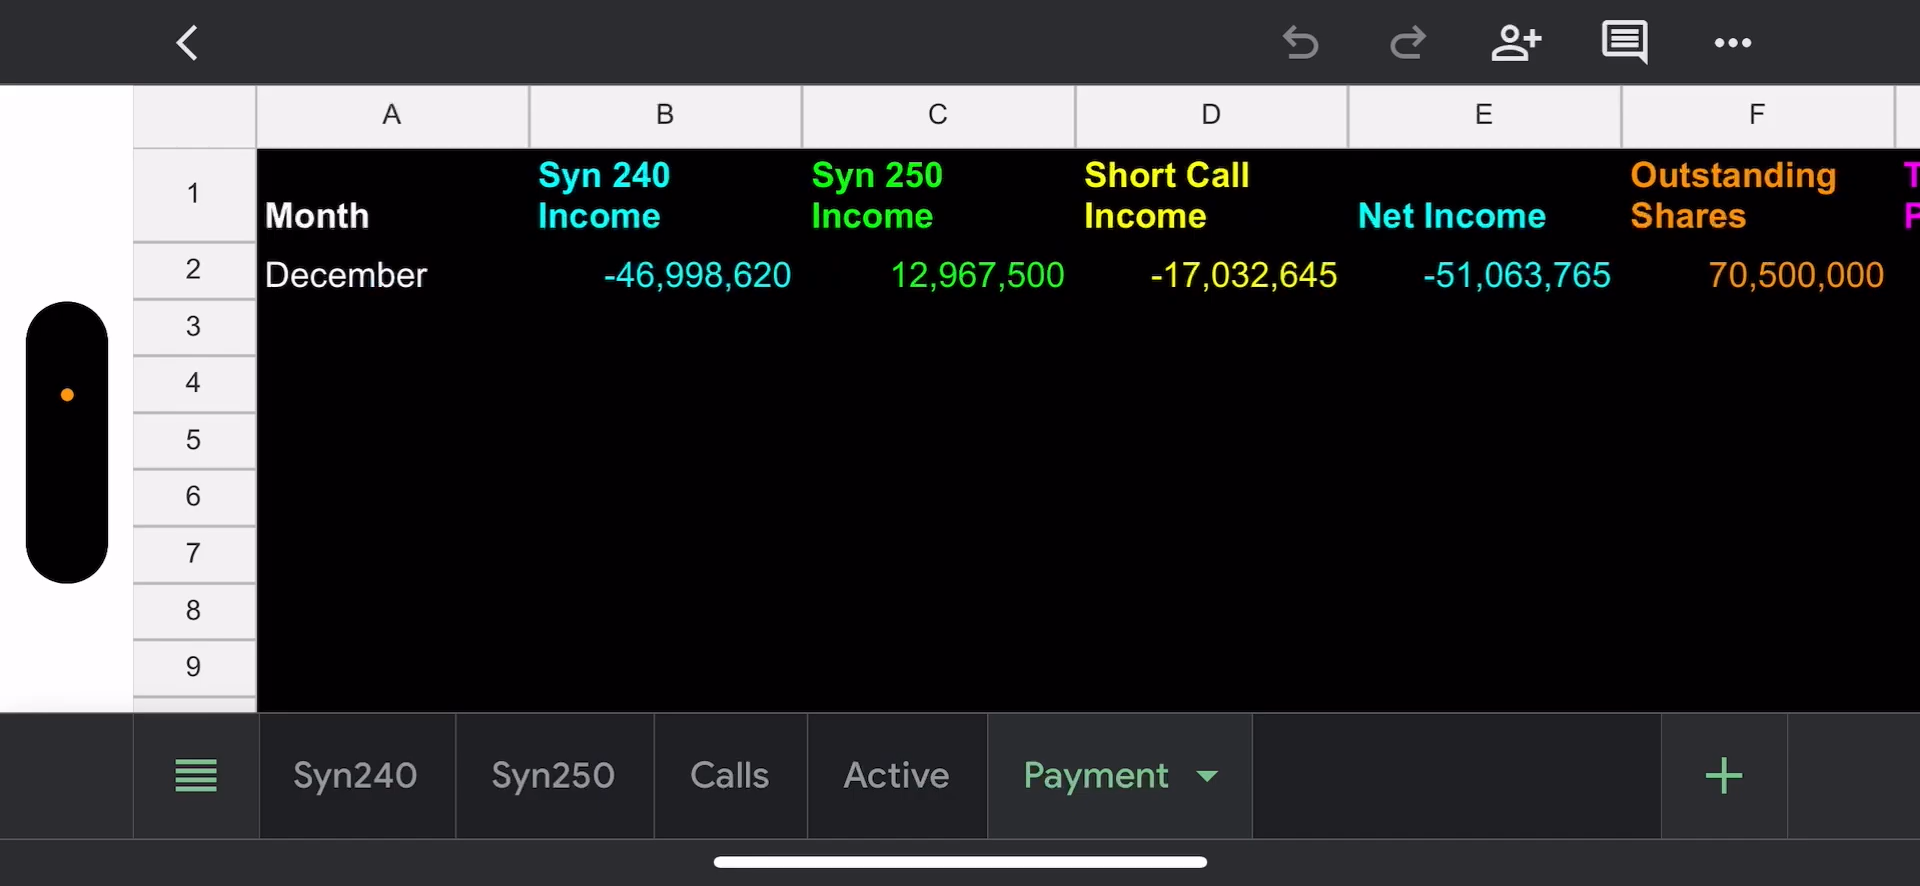 A B C D E F
1 Month Syn 240 Income Syn 250 Income Short Call Income Net Income Outstanding Shares
2 December -46,998,620 12,967,500 -17,032,645 -51,063,765 70,500,000
3
4
5
6
7
8
9
Syn240 Syn250 Calls Active Payment